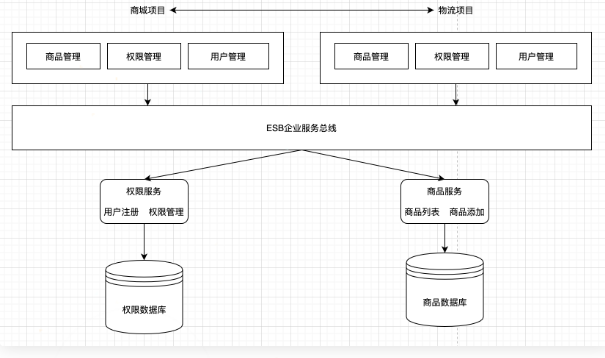 商城项目 物流项目
商品管理 权限管理 用户管理 商品管理 权限管理 用户管理
ESB企业服务总线
权限服务 商品服务
用户注册 权限管理 商品列表 商品添加
权限数据库 商品数据库